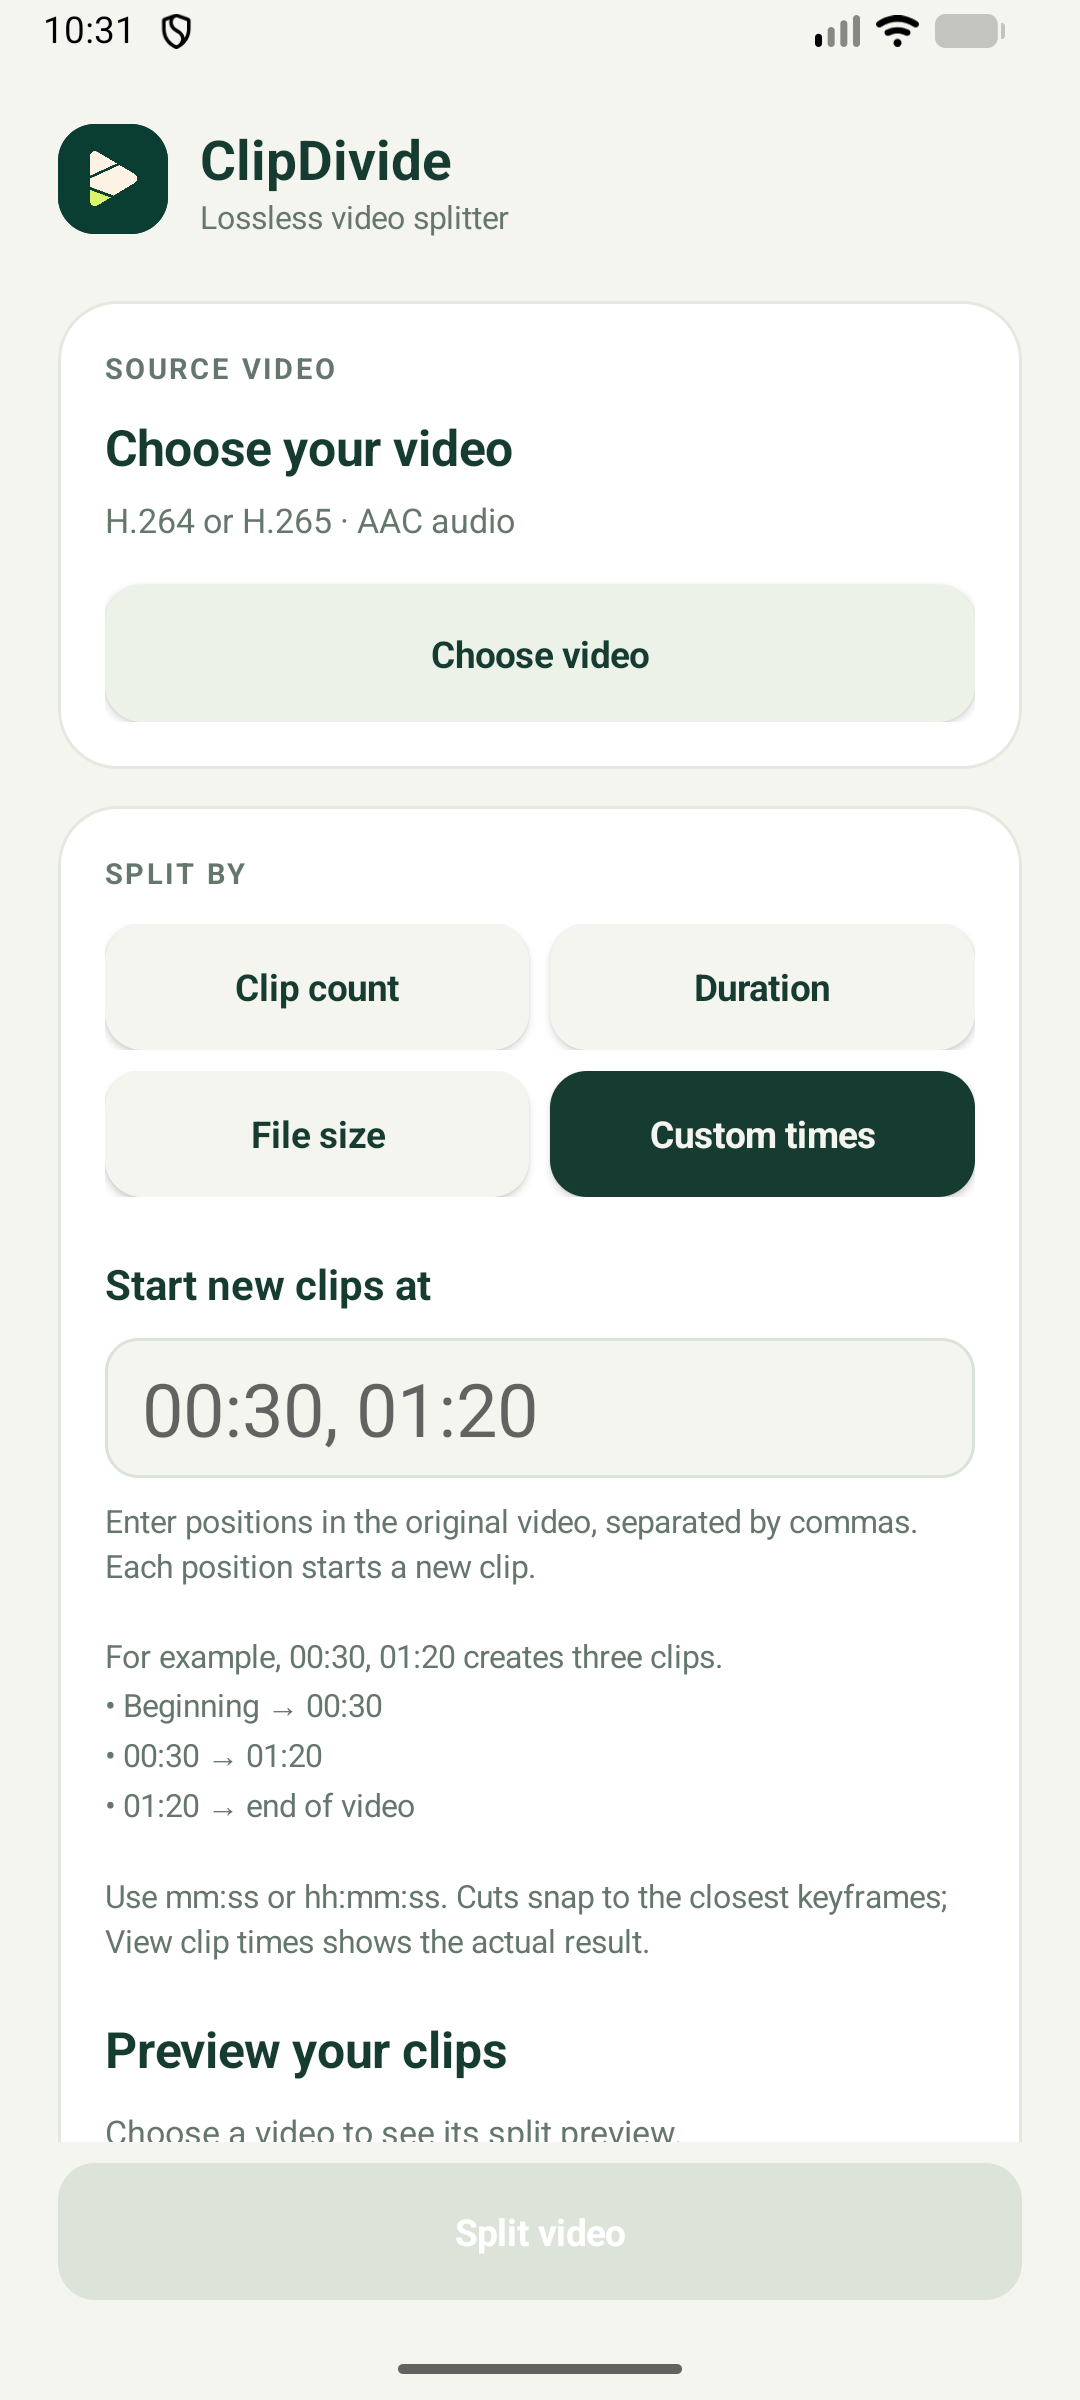 10:31
ClipDivide
Lossless video splitter
SOURCE VIDEO
Choose your video
H.264 or H.265 · AAC audio
Choose video
SPLIT BY
Clip count
Duration
File size
Custom times
Start new clips at
00:30, 01:20
Enter positions in the original video, separated by commas.
Each position starts a new clip.
For example, 00:30, 01:20 creates three clips.
• Beginning → 00:30
• 00:30 → 01:20
• 01:20 → end of video
Use mm:ss or hh:mm:ss. Cuts snap to the closest keyframes;
View clip times shows the actual result.
Preview your clips
Choose a video to see its split preview.
Split video